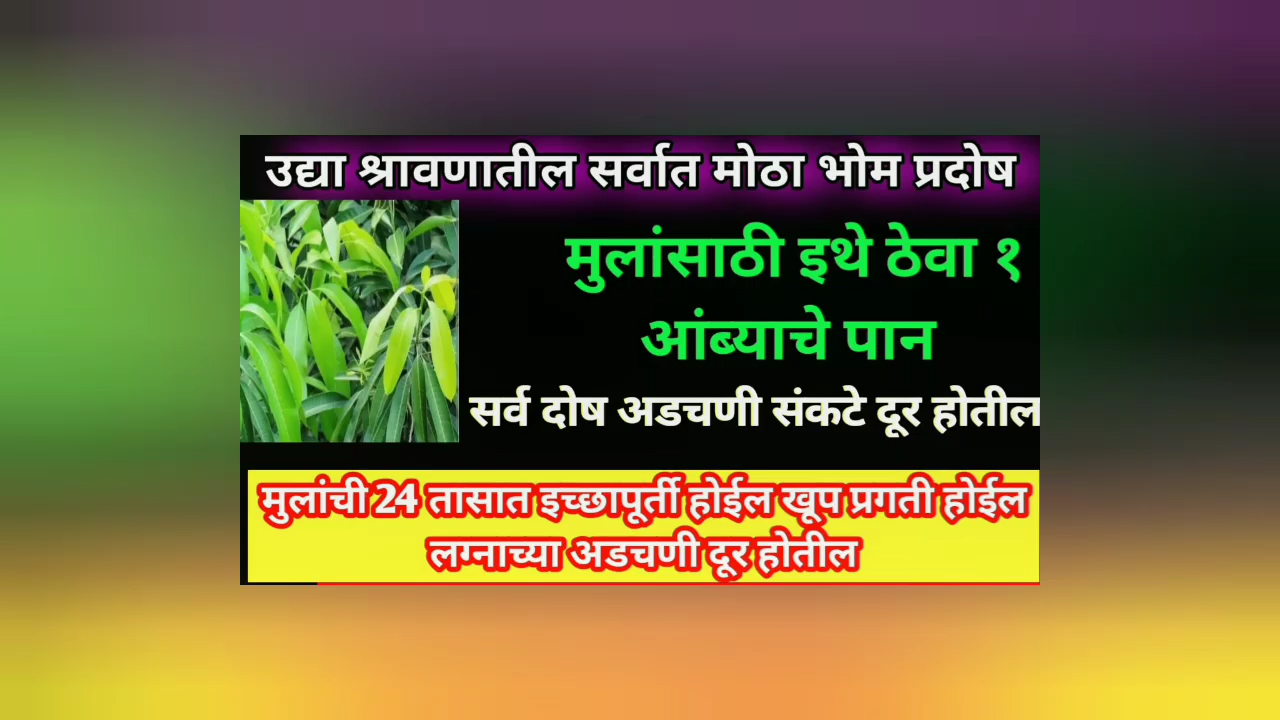 उद्या श्रावणातील सर्वात मोठा भोम प्रदोष
मुलांसाठी इथे ठेवा १
आंब्याचे पान
सर्व दोष अडचणी संकटे दूर होतील
मुलांची 24 तासात इच्छापूर्ती होईल खूप प्रगती होईल
लग्नाच्या अडचणी दूर होतील